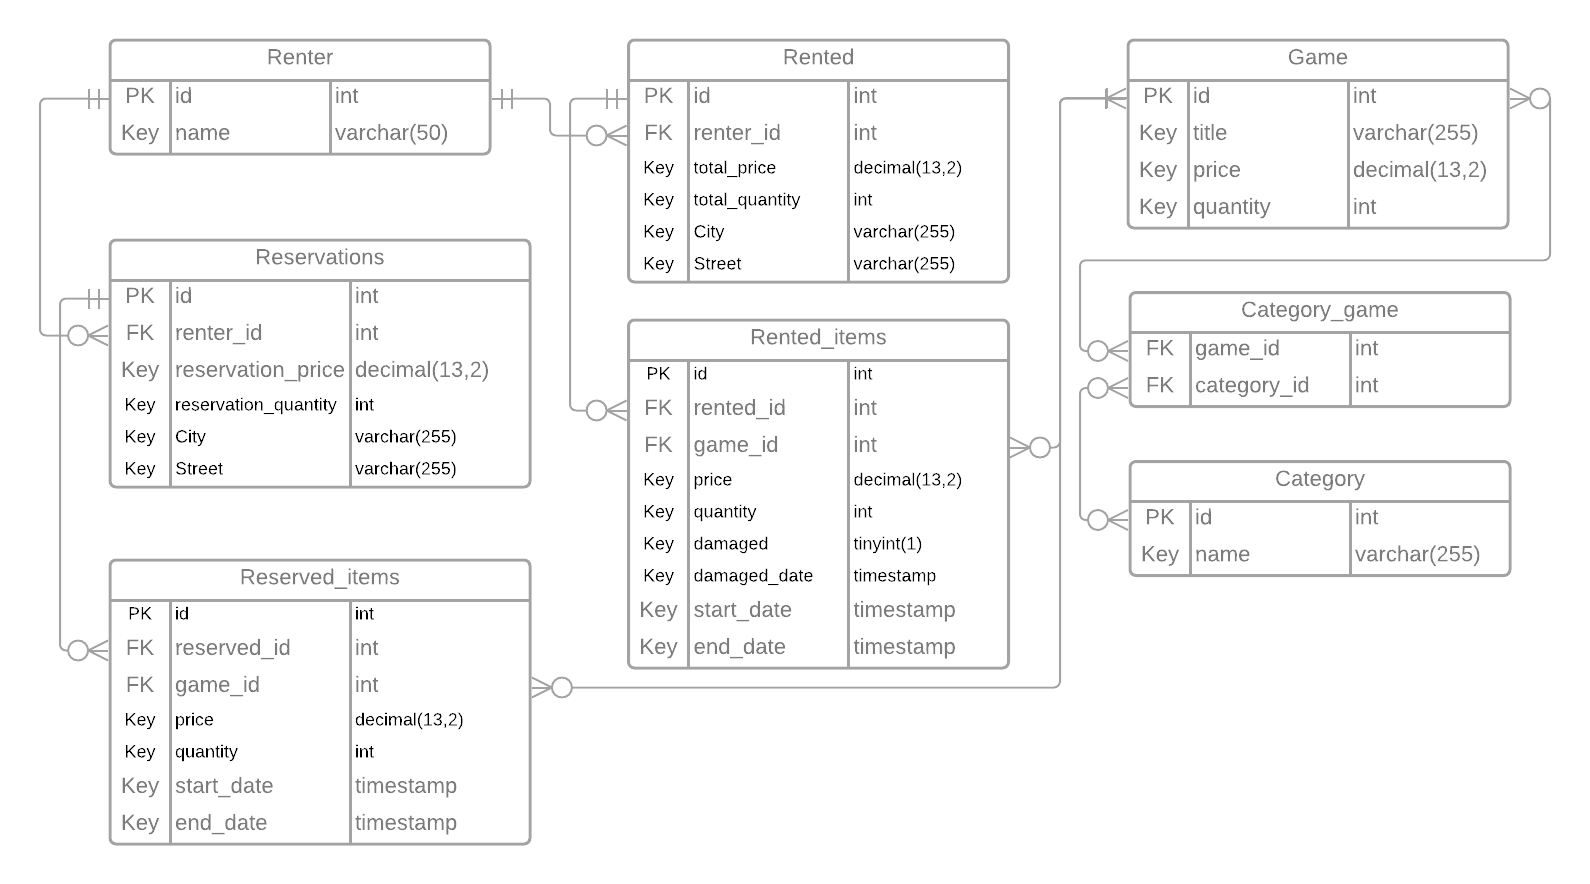 Renter
PK id int
Key name varchar(50)
Reservations
PK id int
FK renter_id int
Key reservation_price decimal(13,2)
Key reservation_quantity int
Key City varchar(255)
Key Street varchar(255)
Reserved_items
PK id int
FK reserved_id int
FK game_id int
Key price decimal(13,2)
Key quantity int
Key start_date timestamp
Key end_date timestamp
Rented
PK id int
FK renter_id int
Key total_price decimal(13,2)
Key total_quantity int
Key City varchar(255)
Key Street varchar(255)
Rented_items
PK id int
FK rented_id int
FK game_id int
Key price decimal(13,2)
Key quantity int
Key damaged tinyint(1)
Key damaged_date timestamp
Key start_date timestamp
Key end_date timestamp
Game
PK id int
Key title varchar(255)
Key price decimal(13,2)
Key quantity int
Category_game
FK game_id int
FK category_id int
Category
PK id int
Key name varchar(255)